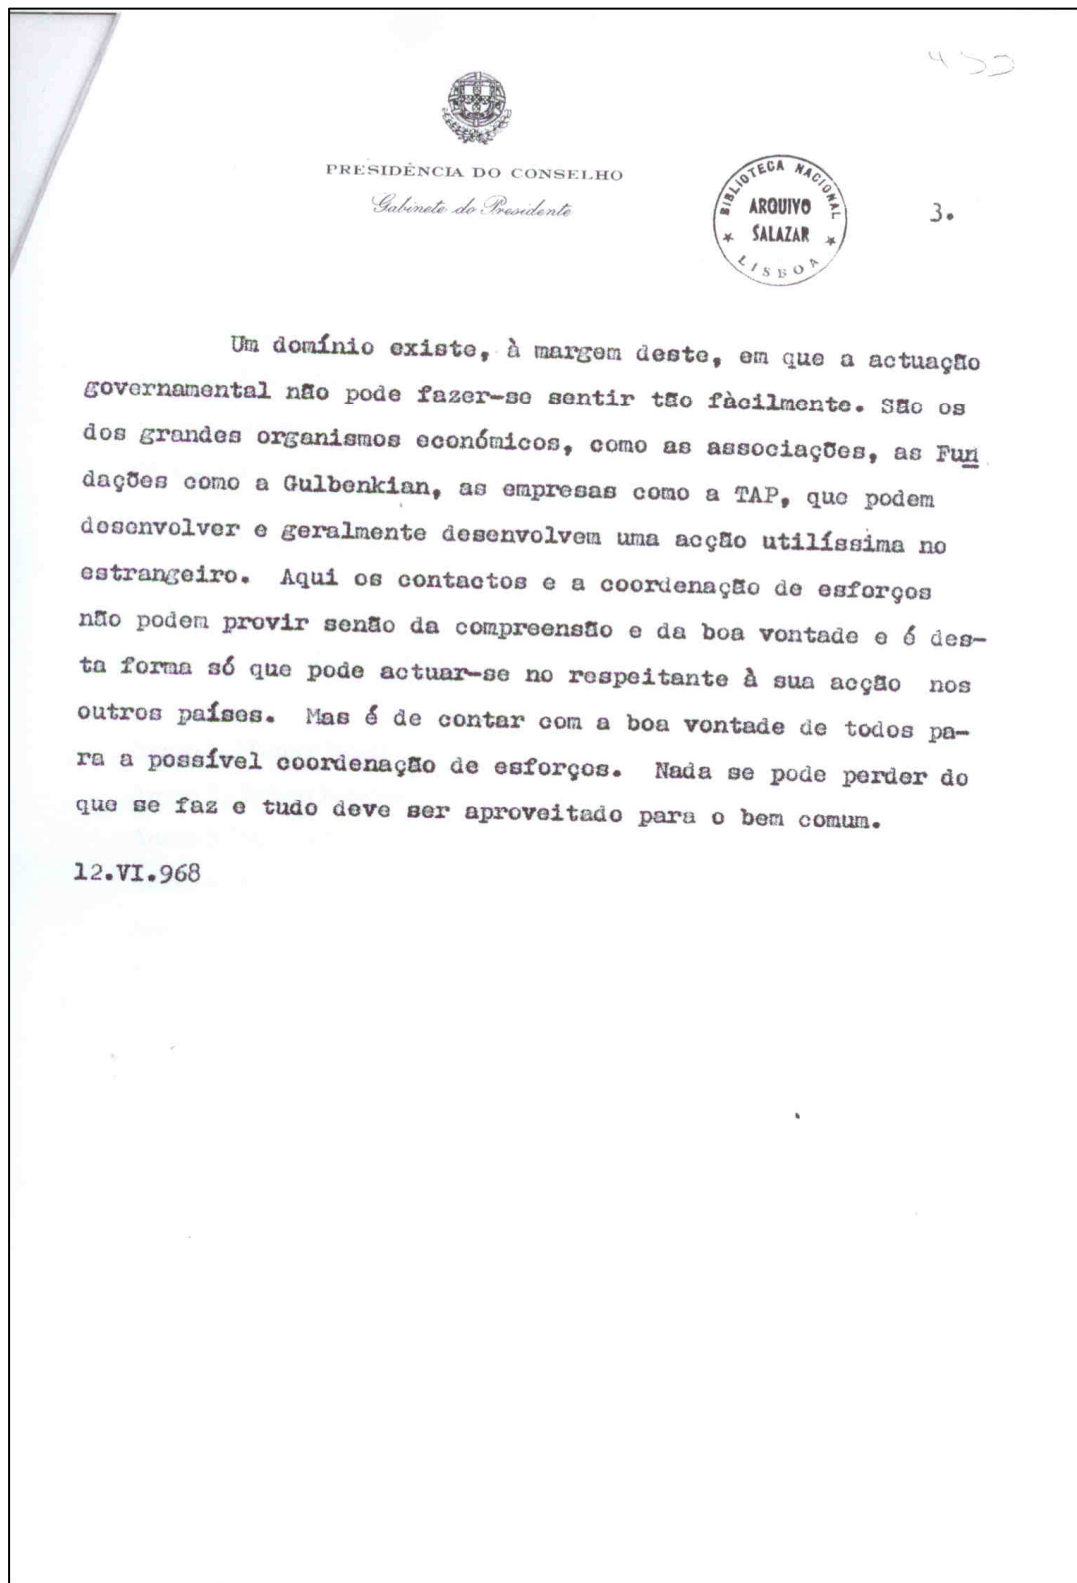 PRESIDÊNCIA DO CONSELHO
Gabinete do Presidente
BIBLIOTECA NACIONAL
ARQUIVO
SALAZAR
LISBOA
3.
Um domínio existe, à margem deste, em que a actuação
governamental não pode fazer-se sentir tão fàcilmente. São os
dos grandes organismos económicos, como as associações, as Fun
dações como a Gulbenkian, as empresas como a TAP, que podem
desenvolver e geralmente desenvolvem uma acção utilíssima no
estrangeiro. Aqui os contactos e a coordenação de esforços
não podem provir senão da compreensão e da boa vontade e é des-
ta forma só que pode actuar-se no respeitante à sua acção nos
outros países. Mas é de contar com a boa vontade de todos pa-
ra a possível coordenação de esforços. Nada se pode perder do
que se faz e tudo deve ser aproveitado para o bem comum.
12.VI.968